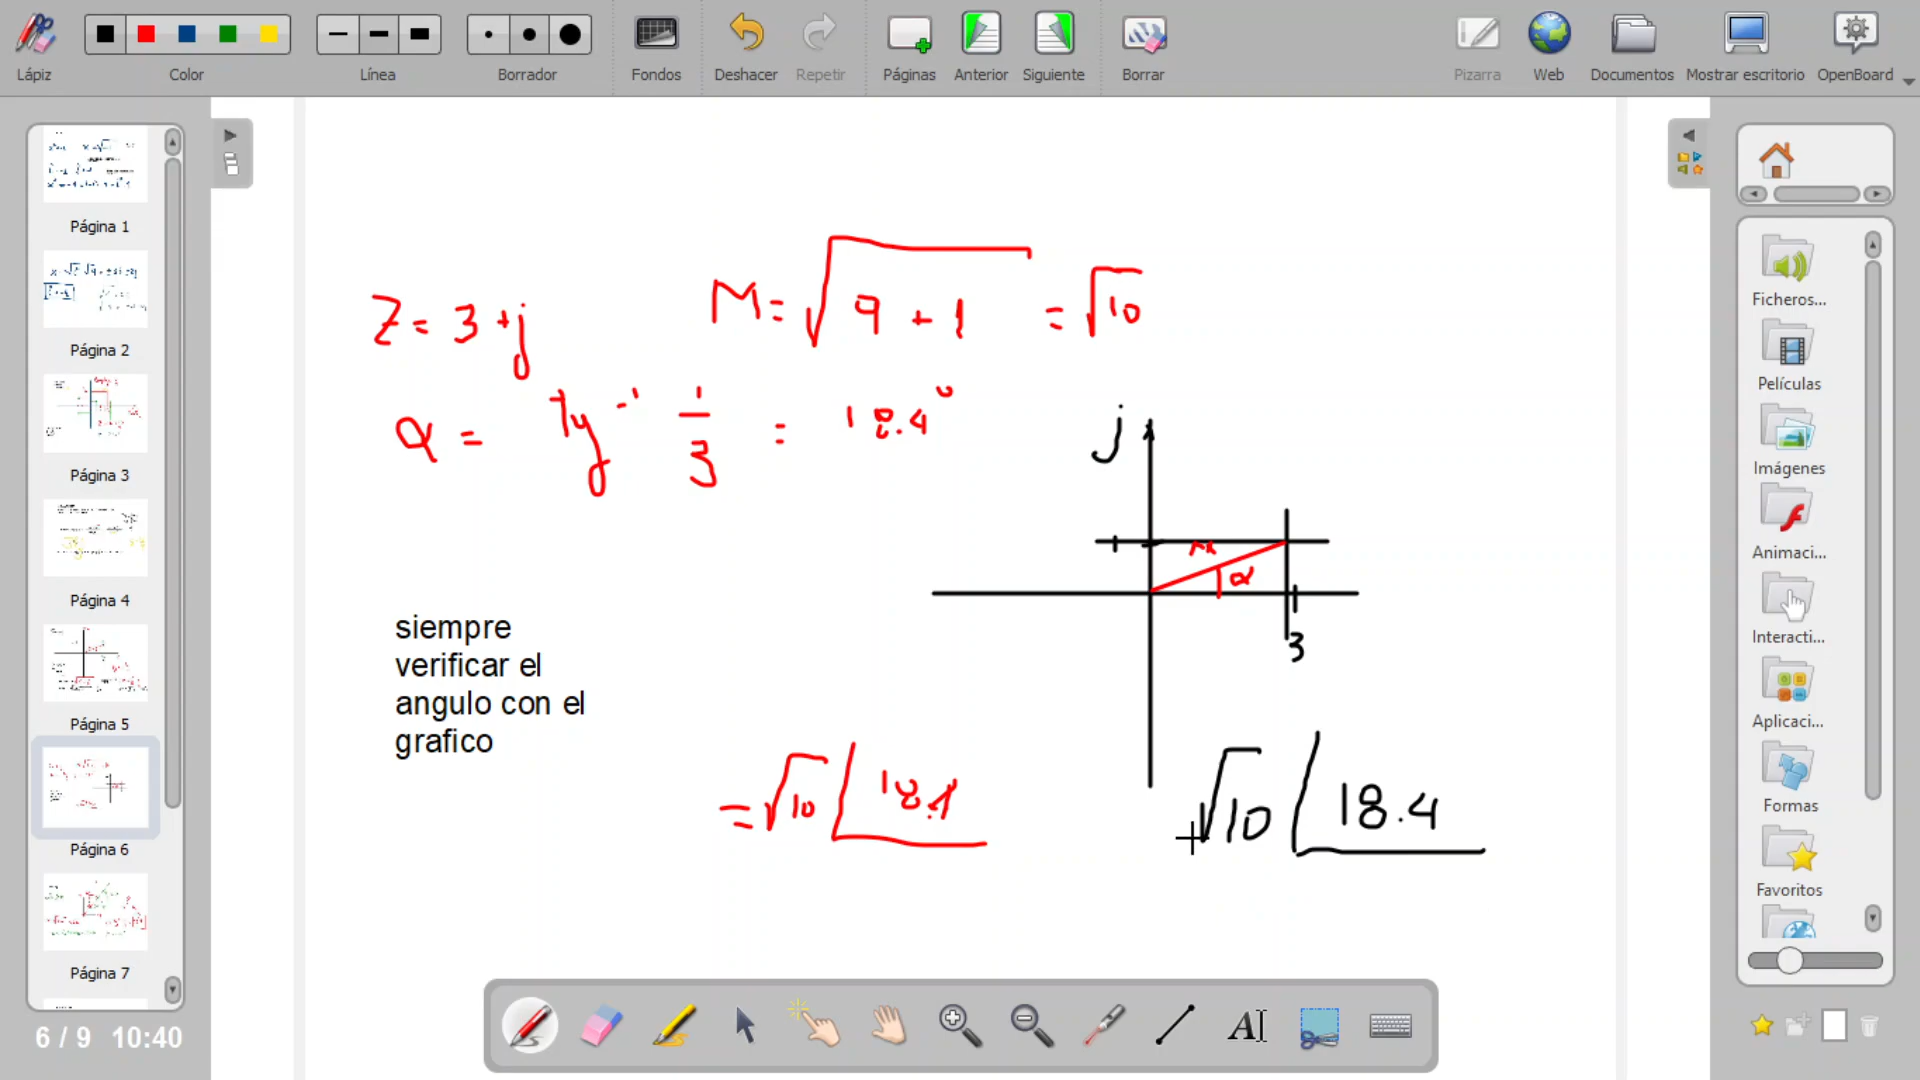 Lápiz
Color
Línea
Borrador
Fondos
Deshacer
Repetir
Páginas
Anterior
Siguiente
Borrar
Pizarra
Web
Documentos
Mostrar escritorio
OpenBoard
Página 1
Página 2
Página 3
Página 4
Página 5
Página 6
Página 7
6 / 9 10:40
Z = 3 + j
M = √9 + 1 = √10
α = Tg⁻¹ 1/3 = 18.4°
j
1
M
α
3
siempre
verificar el
angulo con el
grafico
= √10 ∠18.4
√10 ∠18.4
Ficheros...
Películas
Imágenes
Animaci...
Interacti...
Aplicaci...
Formas
Favoritos